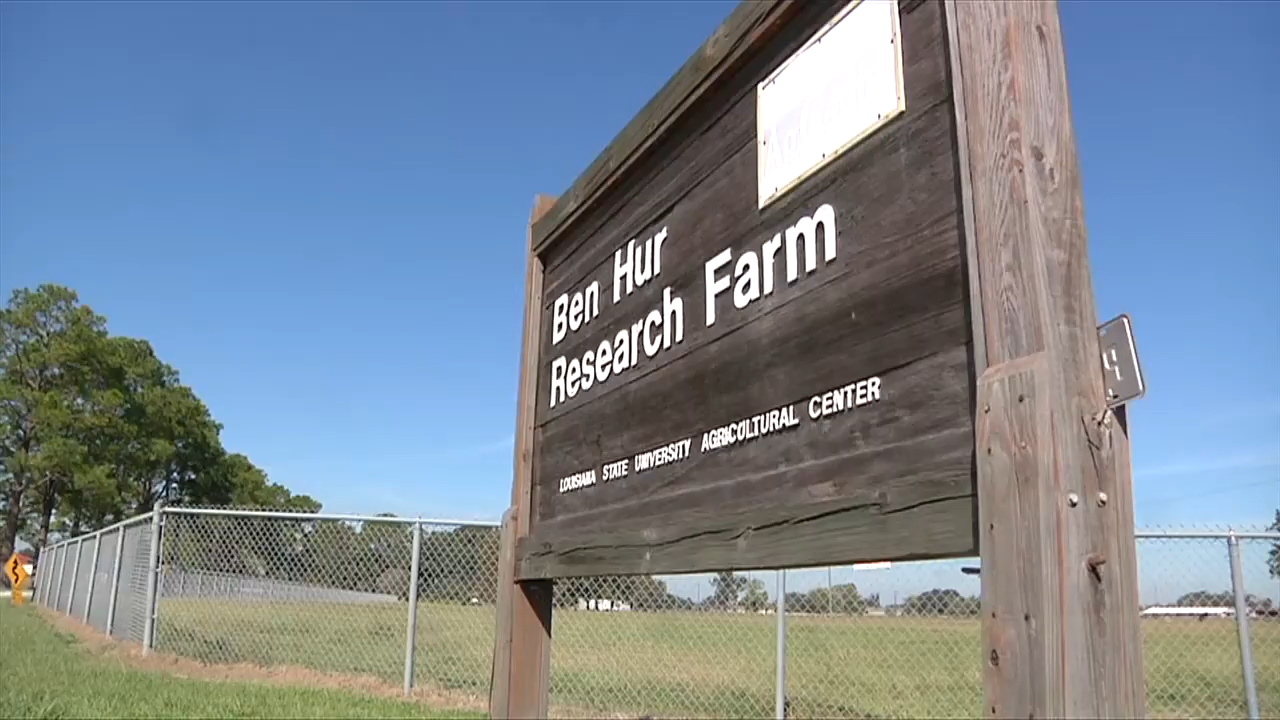 Ben Hur
Research Farm
LOUISIANA STATE UNIVERSITY AGRICULTURAL CENTER